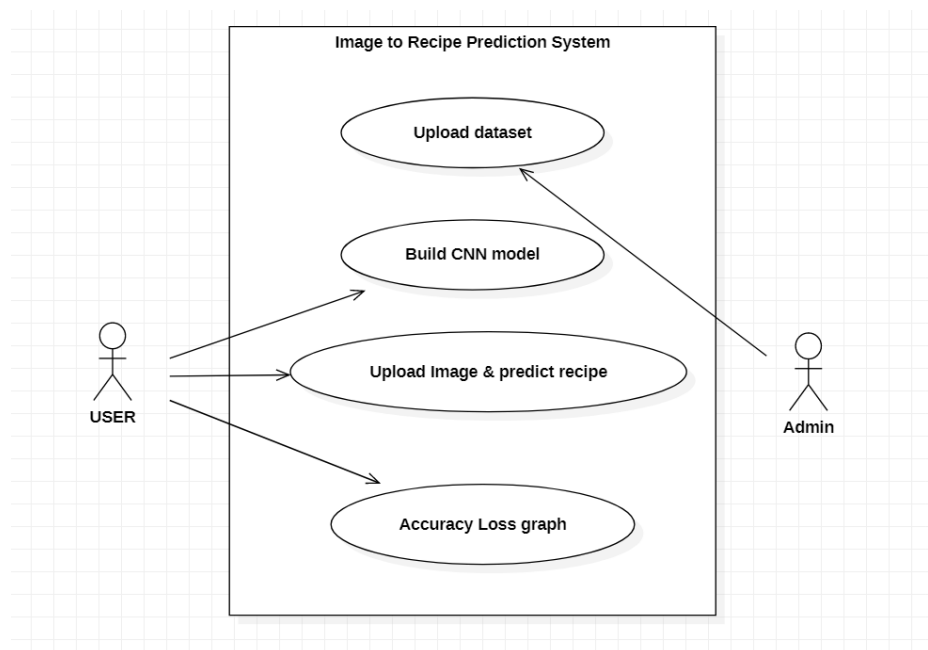 Image to Recipe Prediction System
Upload dataset
Build CNN model
Upload Image & predict recipe
USER
Admin
Accuracy Loss graph